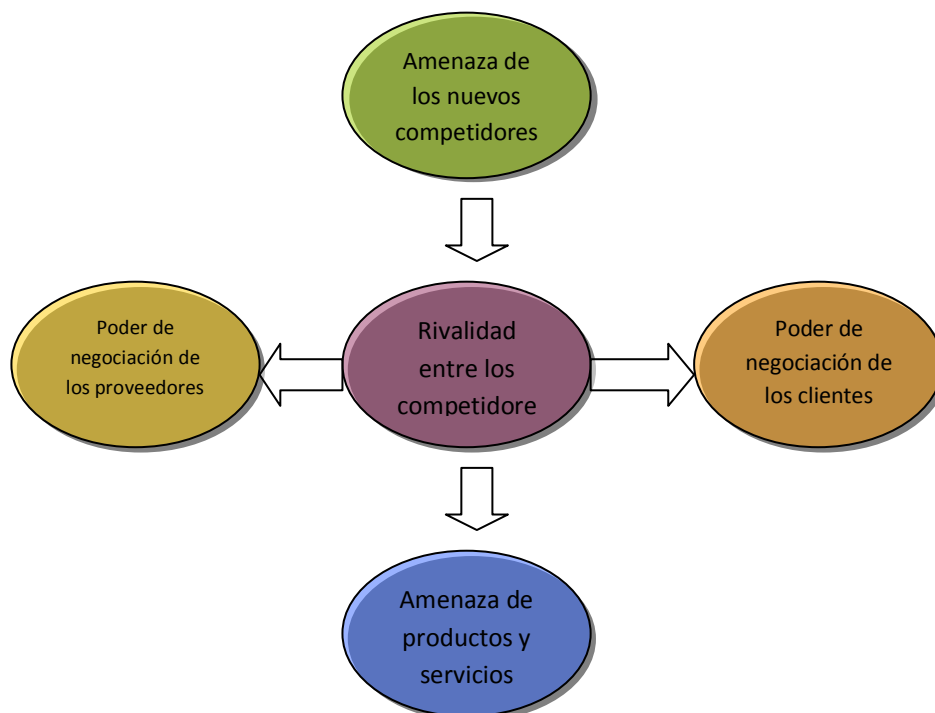 Amenaza de
los nuevos
competidores
Poder de
negociación de
los proveedores
Rivalidad
entre los
competidore
Poder de
negociación de
los clientes
Amenaza de
productos y
servicios